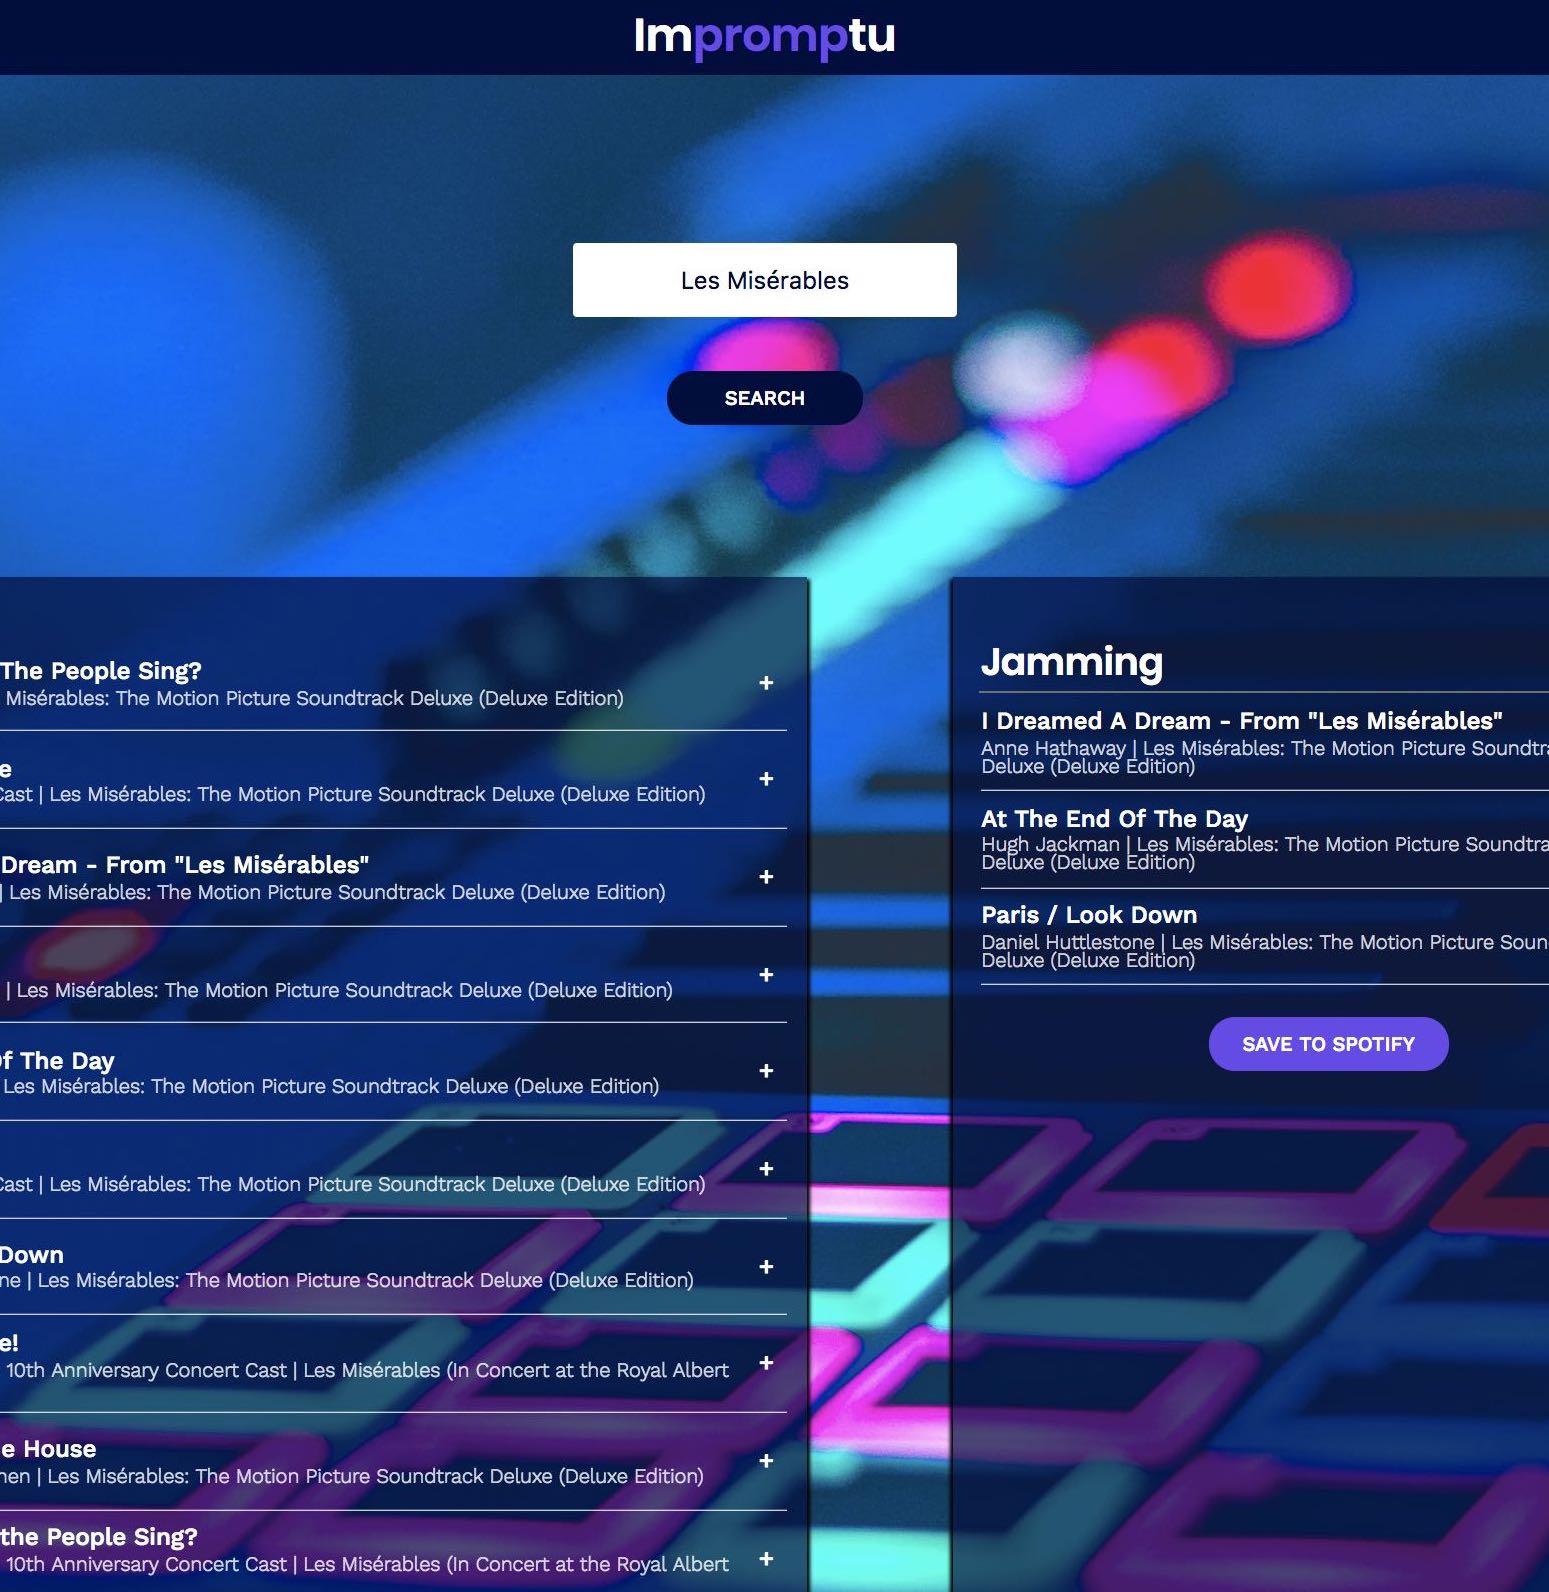 Impromptu
Les Misérables
SEARCH
The People Sing?
Misérables: The Motion Picture Soundtrack Deluxe (Deluxe Edition)
+
e
Cast | Les Misérables: The Motion Picture Soundtrack Deluxe (Deluxe Edition)
+
Dream - From "Les Misérables"
| Les Misérables: The Motion Picture Soundtrack Deluxe (Deluxe Edition)
+
| Les Misérables: The Motion Picture Soundtrack Deluxe (Deluxe Edition)
+
Of The Day
Les Misérables: The Motion Picture Soundtrack Deluxe (Deluxe Edition)
+
Cast | Les Misérables: The Motion Picture Soundtrack Deluxe (Deluxe Edition)
+
Down
ne | Les Misérables: The Motion Picture Soundtrack Deluxe (Deluxe Edition)
+
e!
10th Anniversary Concert Cast | Les Misérables (In Concert at the Royal Albert
+
e House
hen | Les Misérables: The Motion Picture Soundtrack Deluxe (Deluxe Edition)
+
the People Sing?
10th Anniversary Concert Cast | Les Misérables (In Concert at the Royal Albert
+
Jamming
I Dreamed A Dream - From "Les Misérables"
Anne Hathaway | Les Misérables: The Motion Picture Soundtra
Deluxe (Deluxe Edition)
At The End Of The Day
Hugh Jackman | Les Misérables: The Motion Picture Soundtra
Deluxe (Deluxe Edition)
Paris / Look Down
Daniel Huttlestone | Les Misérables: The Motion Picture Soun
Deluxe (Deluxe Edition)
SAVE TO SPOTIFY